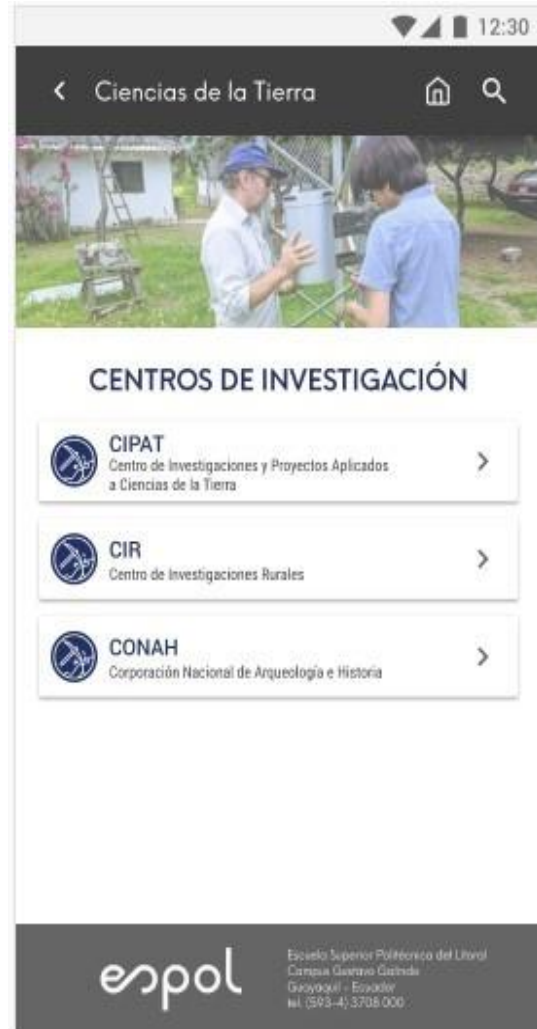 12:30
Ciencias de la Tierra
CENTROS DE INVESTIGACIÓN
CIPAT
Centro de Investigaciones y Proyectos Aplicados
a Ciencias de la Tierra
CIR
Centro de Investigaciones Rurales
CONAH
Corporación Nacional de Arqueología e Historia
espol
Escuela Superior Politécnica del Litoral
Campus Gustavo Galindo
Guayaquil - Ecuador
tel. (593-4) 3708 000